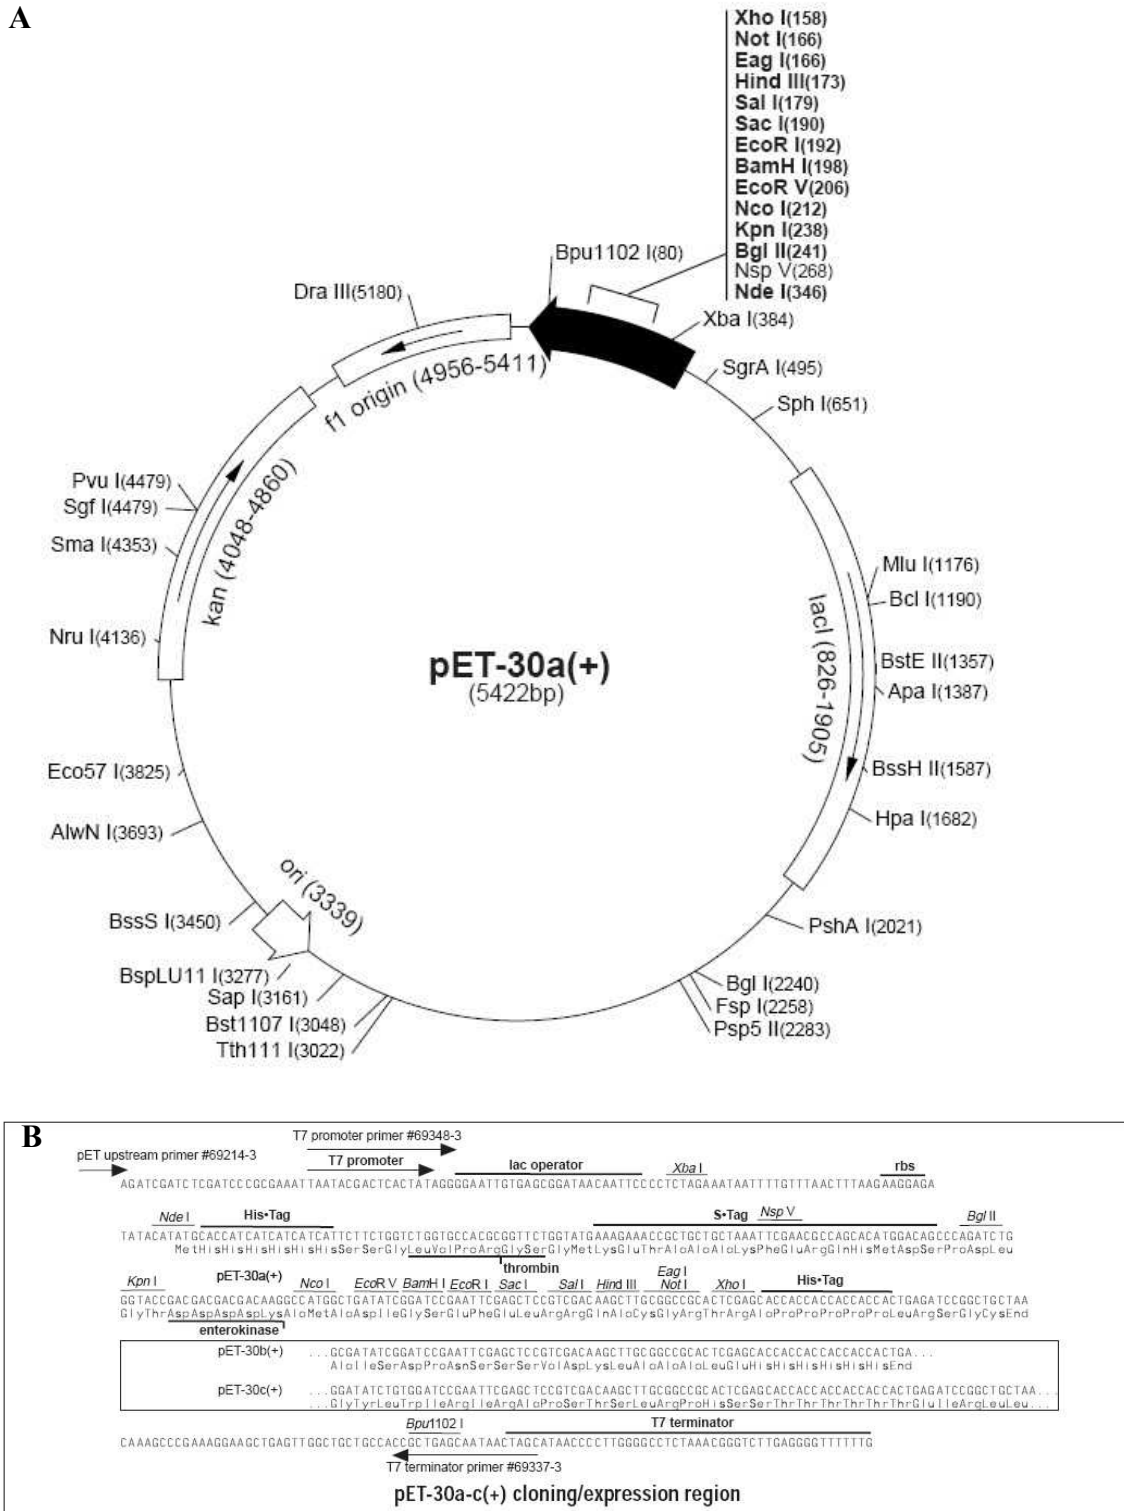 A
Xho I(158)
Not I(166)
Eag I(166)
Hind III(173)
Sal I(179)
Sac I(190)
EcoR I(192)
BamH I(198)
EcoR V(206)
Nco I(212)
Kpn I(238)
Bgl II(241)
Nsp V(268)
Nde I(346)
Bpu1102 I(80)
Dra III(5180)
Xba I(384)
SgrA I(495)
Sph I(651)
f1 origin (4956-5411)
Pvu I(4479)
Sgf I(4479)
Sma I(4353)
kan (4048-4860)
Nru I(4136)
Mlu I(1176)
Bcl I(1190)
lacI (826-1905)
BstE II(1357)
Apa I(1387)
pET-30a(+)
(5422bp)
BssH II(1587)
Hpa I(1682)
Eco57 I(3825)
AlwN I(3693)
ori (3339)
BssS I(3450)
PshA I(2021)
BspLU11 I(3277)
Sap I(3161)
Bst1107 I(3048)
Tth111 I(3022)
Bgl I(2240)
Fsp I(2258)
Psp5 II(2283)
B
T7 promoter primer #69348-3
pET upstream primer #69214-3
T7 promoter lac operator Xba I rbs
AGATCGATCTCGATCCCGCGAAATTAATACGACTCACTATAGGGGAATTGTGAGCGGATAACAATTCCCCTCTAGAAATAATTTTGTTTAACTTTAAGAAGGAGA
Nde I His•Tag S•Tag Nsp V Bgl II
TATACATATGCACCATCATCATCATCATTCTTCTGGTCTGGTGCCACGCGGTTCTGGTATGAAAGAAACCGCTGCTGCTAAATTCGAACGCCAGCACATGGACAGCCCAGATCTG
MetHisHisHisHisHisHisSerSerGlyLeuValProArgGlySerGlyMetLysGluThrAlaAlaAlaLysPheGluArgGlnHisMetAspSerProAspLeu
thrombin
Kpn I pET-30a(+) Nco I EcoR V BamH I EcoR I Sac I Sal I Hind III Eag I Not I Xho I His•Tag
GGTACCGACGACGACGACAAGGCCATGGCTGATATCGGATCCGAATTCGAGCTCCGTCGACAAGCTTGCGGCCGCACTCGAGCACCACCACCACCACCACTGAGATCCGGCTGCTAA
GlyThrAspAspAspAspLysAlaMetAlaAspIleGlySerGluPheGluLeuArgArgGlnAlaCysGlyArgThrArgAlaProProProProProProLeuArgSerGlyCysEnd
enterokinase
pET-30b(+) ...GCGATATCGGATCCGAATTCGAGCTCCGTCGACAAGCTTGCGGCCGCACTCGAGCACCACCACCACCACCACTGA...
AlaIleSerAspProAsnSerSerSerValAspLysLeuAlaAlaAlaLeuGluHisHisHisHisHisHisEnd
pET-30c(+) ...GGATATCTGTGGATCCGAATTCGAGCTCCGTCGACAAGCTTGCGGCCGCACTCGAGCACCACCACCACCACCACTGAGATCCGGCTGCTAA...
...GlyTyrLeuTrpIleArgIleArgAlaProSerThrSerLeuArgProHisSerSerThrThrThrThrThrThrGluIleArgLeuLeu...
Bpu1102 I T7 terminator
CAAAGCCCGAAAGGAAGCTGAGTTGGCTGCTGCCACCGCTGAGCAATAACTAGCATAACCCCTTGGGGCCTCTAAACGGGTCTTGAGGGGTTTTTTG
T7 terminator primer #69337-3
pET-30a-c(+) cloning/expression region